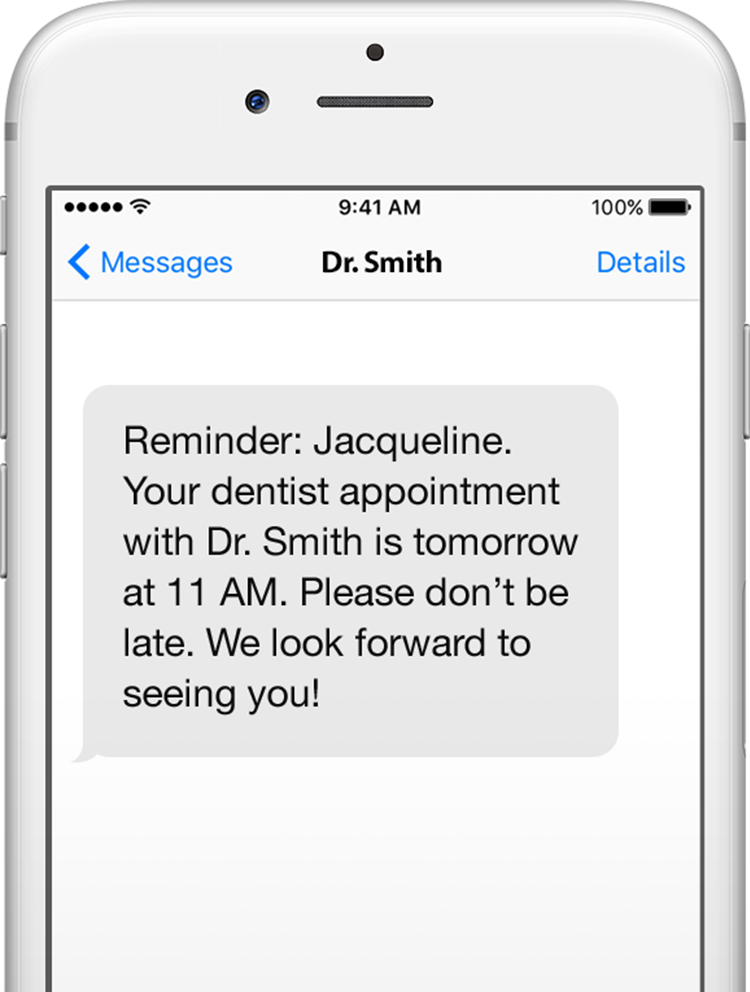 9:41 AM 100%
Messages Dr. Smith Details
Reminder: Jacqueline.
Your dentist appointment
with Dr. Smith is tomorrow
at 11 AM. Please don’t be
late. We look forward to
seeing you!